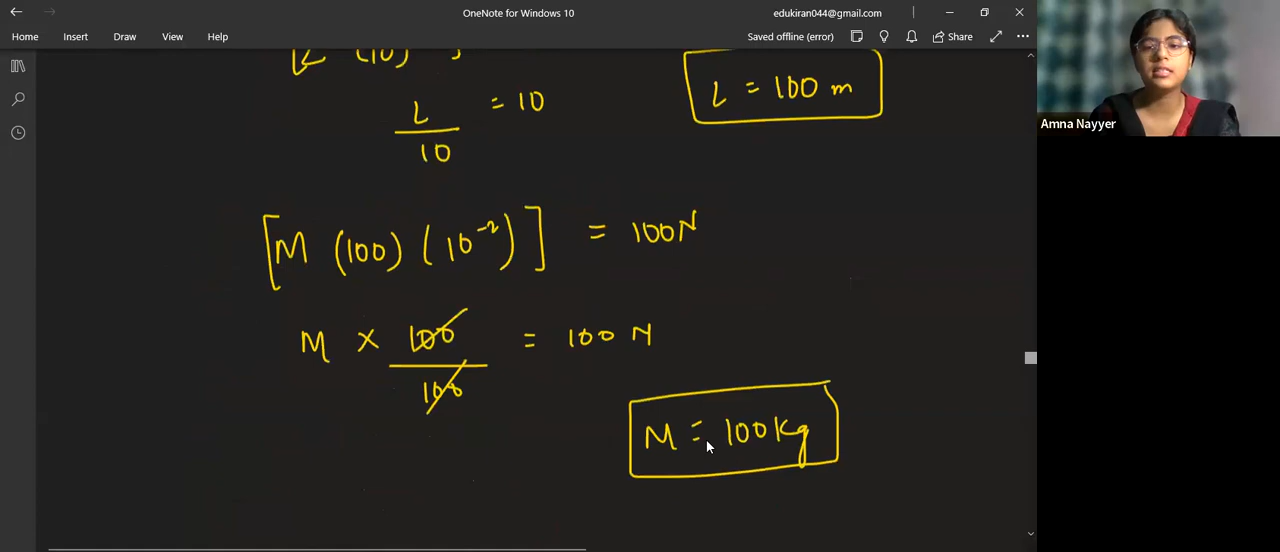 OneNote for Windows 10
edukiran044@gmail.com
Home Insert Draw View Help
Saved offline (error)
Share
Amna Nayyer
(10)
L = 100 m
L = 10
10
[M (100) (10⁻²)] = 100N
M × 100 = 100 N
100
M = 100Kg